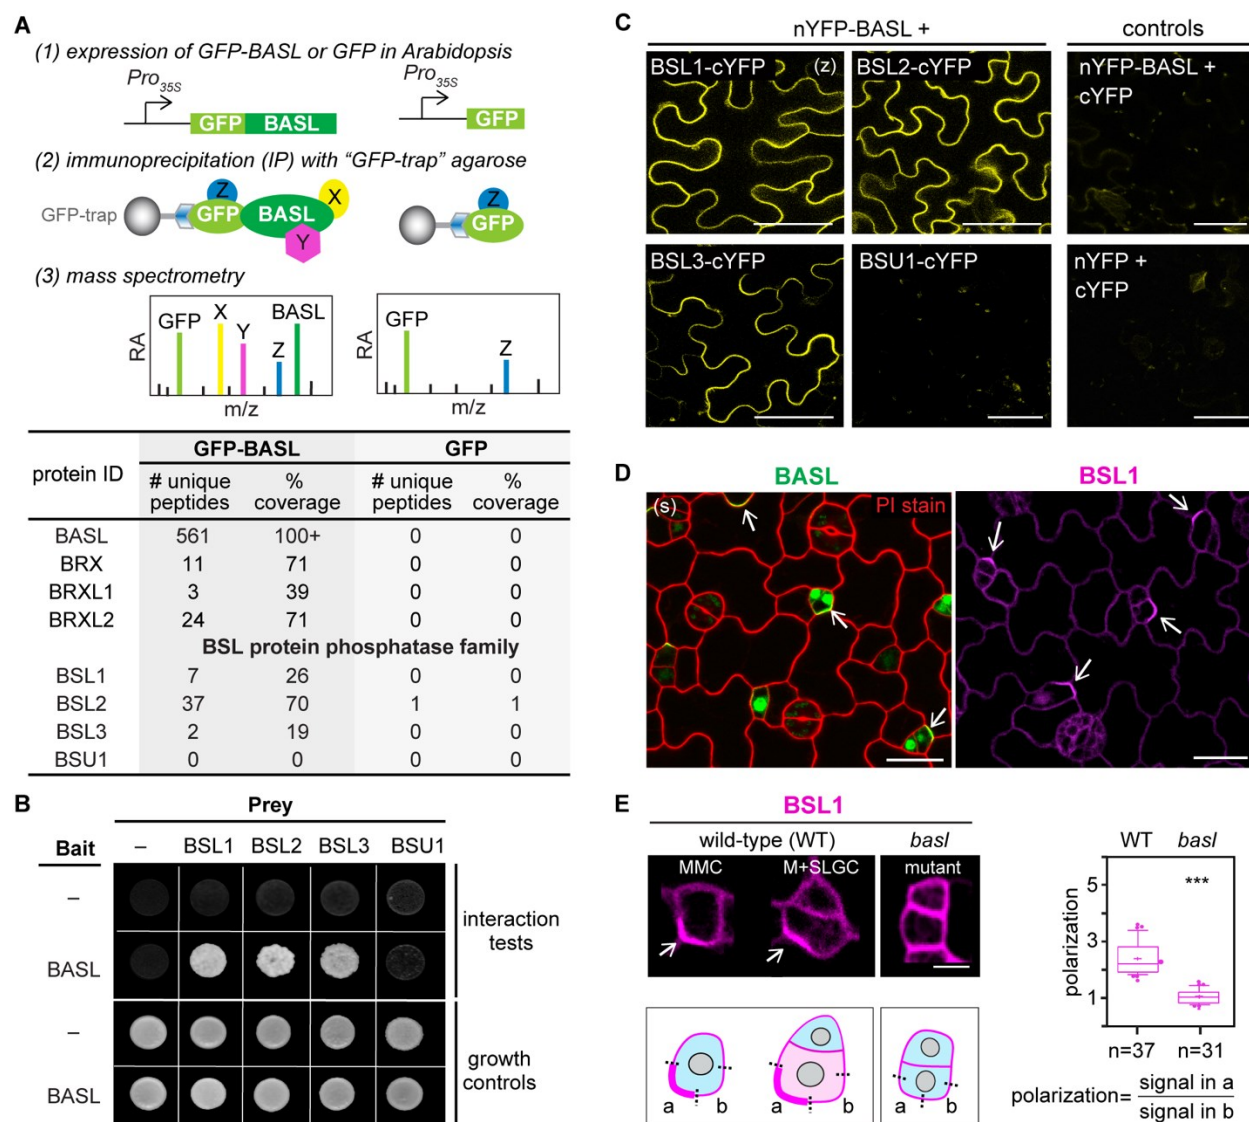 A
(1) expression of GFP-BASL or GFP in Arabidopsis
Pro35S
Pro35S
GFP BASL
GFP
(2) immunoprecipitation (IP) with “GFP-trap” agarose
GFP-trap
Z
GFP
BASL
X
Y
Z
GFP
(3) mass spectrometry
RA
GFP
X
Y
Z
BASL
m/z
RA
GFP
Z
m/z
protein ID
GFP-BASL
GFP
# unique peptides
% coverage
# unique peptides
% coverage
BASL 561 100+ 0 0
BRX 11 71 0 0
BRXL1 3 39 0 0
BRXL2 24 71 0 0
BSL protein phosphatase family
BSL1 7 26 0 0
BSL2 37 70 1 1
BSL3 2 19 0 0
BSU1 0 0 0 0
B
Prey
Bait – BSL1 BSL2 BSL3 BSU1
–
BASL
interaction
tests
–
BASL
growth
controls
C
nYFP-BASL +
controls
BSL1-cYFP (z)
BSL2-cYFP
nYFP-BASL +
cYFP
BSL3-cYFP
BSU1-cYFP
nYFP +
cYFP
D
BASL
BSL1
(s)
PI stain
E
BSL1
wild-type (WT)
basl
MMC
M+SLGC
mutant
a b
a b
a b
WT basl
***
polarization
5
3
1
n=37 n=31
polarization= signal in a
signal in b